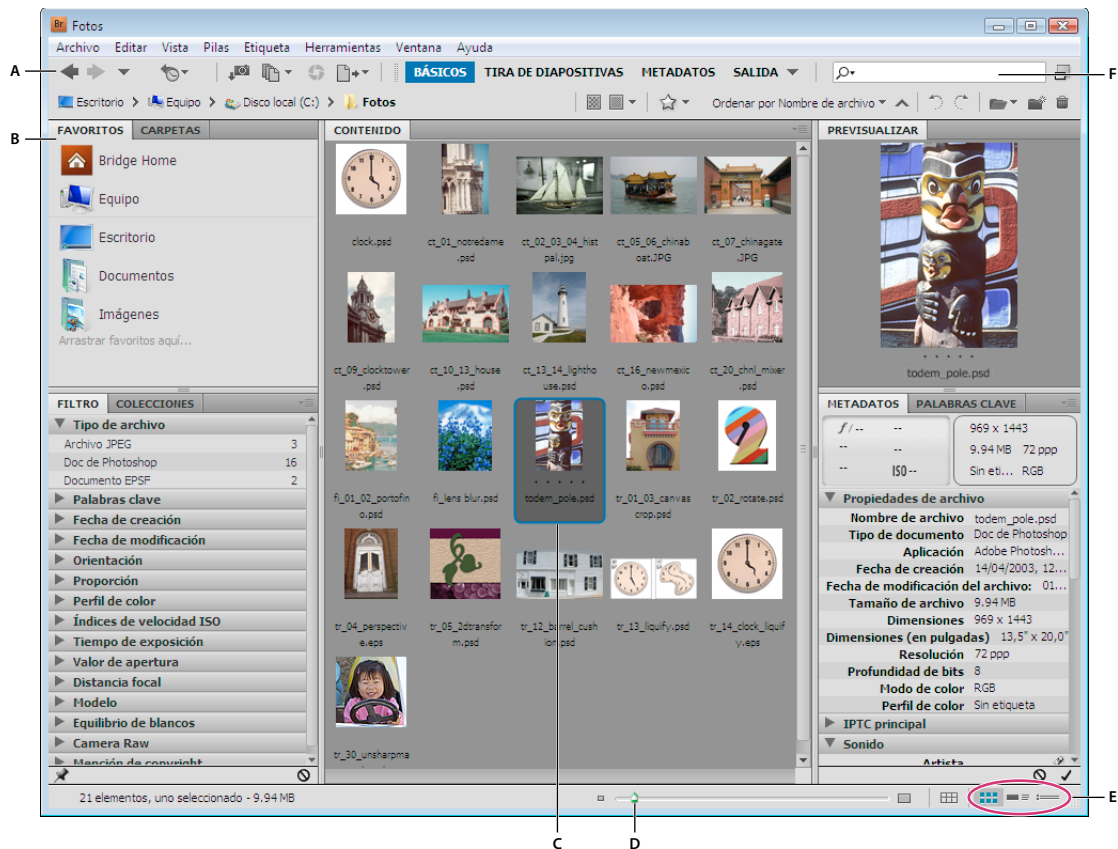 Br Fotos
Archivo Editar Vista Pilas Etiqueta Herramientas Ventana Ayuda
A
BÁSICOS TIRA DE DIAPOSITIVAS METADATOS SALIDA
F
Escritorio Equipo Disco local (C:) Fotos
Ordenar por Nombre de archivo
B
FAVORITOS CARPETAS
Bridge Home
Equipo
Escritorio
Documentos
Imágenes
Arrastrar favoritos aquí...
FILTRO COLECCIONES
Tipo de archivo
Archivo JPEG 3
Doc de Photoshop 16
Documento EPSF 2
Palabras clave
Fecha de creación
Fecha de modificación
Orientación
Proporción
Perfil de color
Índices de velocidad ISO
Tiempo de exposición
Valor de apertura
Distancia focal
Modelo
Equilibrio de blancos
Camera Raw
Mención de copyright
CONTENIDO
clock.psd
ct_01_notredame
.psd
ct_02_03_04_hist
pal.jpg
ct_05_06_chinab
oat.JPG
ct_07_chinagate
.JPG
ct_09_clocktower
.psd
ct_10_13_house
.psd
ct_13_14_lightho
use.psd
ct_16_newmexic
o.psd
ct_20_chnl_mixer
.psd
fl_01_02_portofin
o.psd
fl_lens blur.psd
todem_pole.psd
tr_01_03_canvas
crop.psd
tr_02_rotate.psd
tr_04_perspectiv
e.eps
tr_05_2dtransfor
m.psd
tr_12_barrel_cush
ion.psd
tr_13_liquify.psd
tr_14_clock_liquif
y.eps
tr_30_unsharpma
PREVISUALIZAR
todem_pole.psd
METADATOS PALABRAS CLAVE
f/-- --
-- 
-- ISO--
969 x 1443
9.94 MB 72 ppp
Sin eti... RGB
Propiedades de archivo
Nombre de archivo todem_pole.psd
Tipo de documento Doc de Photoshop
Aplicación Adobe Photosh...
Fecha de creación 14/04/2003, 12...
Fecha de modificación del archivo: 01...
Tamaño de archivo 9.94 MB
Dimensiones 969 x 1443
Dimensiones (en pulgadas) 13,5" x 20,0"
Resolución 72 ppp
Profundidad de bits 8
Modo de color RGB
Perfil de color Sin etiqueta
IPTC principal
Sonido
Artista
21 elementos, uno seleccionado - 9.94 MB
E
C
D